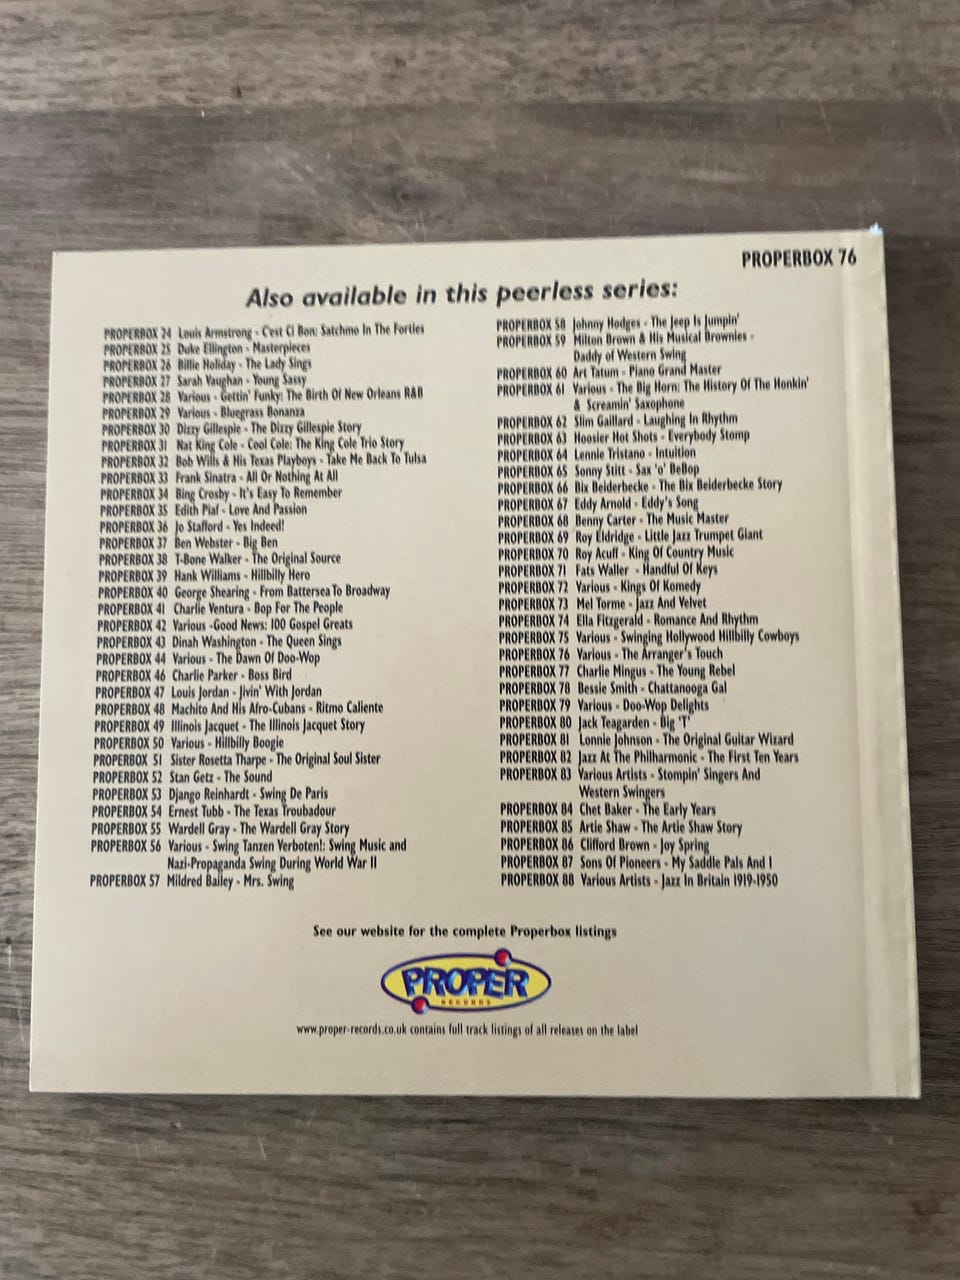 PROPERBOX 76
Also available in this peerless series:
PROPERBOX 24 Louis Armstrong - C'est Ci Bon: Satchmo In The Forties
PROPERBOX 25 Duke Ellington - Masterpieces
PROPERBOX 26 Billie Holiday - The Lady Sings
PROPERBOX 27 Sarah Vaughan - Young Sassy
PROPERBOX 28 Various - Gettin' Funky: The Birth Of New Orleans R&B
PROPERBOX 29 Various - Bluegrass Bonanza
PROPERBOX 30 Dizzy Gillespie - The Dizzy Gillespie Story
PROPERBOX 31 Nat King Cole - Cool Cole: The King Cole Trio Story
PROPERBOX 32 Bob Wills & His Texas Playboys - Take Me Back To Tulsa
PROPERBOX 33 Frank Sinatra - All Or Nothing At All
PROPERBOX 34 Bing Crosby - It's Easy To Remember
PROPERBOX 35 Edith Piaf - Love And Passion
PROPERBOX 36 Jo Stafford - Yes Indeed!
PROPERBOX 37 Ben Webster - Big Ben
PROPERBOX 38 T-Bone Walker - The Original Source
PROPERBOX 39 Hank Williams - Hillbilly Hero
PROPERBOX 40 George Shearing - From Battersea To Broadway
PROPERBOX 41 Charlie Ventura - Bop For The People
PROPERBOX 42 Various -Good News: 100 Gospel Greats
PROPERBOX 43 Dinah Washington - The Queen Sings
PROPERBOX 44 Various - The Dawn Of Doo-Wop
PROPERBOX 46 Charlie Parker - Boss Bird
PROPERBOX 47 Louis Jordan - Jivin' With Jordan
PROPERBOX 48 Machito And His Afro-Cubans - Ritmo Caliente
PROPERBOX 49 Illinois Jacquet - The Illinois Jacquet Story
PROPERBOX 50 Various - Hillbilly Boogie
PROPERBOX 51 Sister Rosetta Tharpe - The Original Soul Sister
PROPERBOX 52 Stan Getz - The Sound
PROPERBOX 53 Django Reinhardt - Swing De Paris
PROPERBOX 54 Ernest Tubb - The Texas Troubadour
PROPERBOX 55 Wardell Gray - The Wardell Gray Story
PROPERBOX 56 Various - Swing Tanzen Verboten!: Swing Music and
Nazi-Propaganda Swing During World War II
PROPERBOX 57 Mildred Bailey - Mrs. Swing
PROPERBOX 58 Johnny Hodges - The Jeep Is Jumpin'
PROPERBOX 59 Milton Brown & His Musical Brownies -
Daddy of Western Swing
PROPERBOX 60 Art Tatum - Piano Grand Master
PROPERBOX 61 Various - The Big Horn: The History Of The Honkin'
& Screamin' Saxophone
PROPERBOX 62 Slim Gaillard - Laughing In Rhythm
PROPERBOX 63 Hoosier Hot Shots - Everybody Stomp
PROPERBOX 64 Lennie Tristano - Intuition
PROPERBOX 65 Sonny Stitt - Sax 'o' BeBop
PROPERBOX 66 Bix Beiderbecke - The Bix Beiderbecke Story
PROPERBOX 67 Eddy Arnold - Eddy's Song
PROPERBOX 68 Benny Carter - The Music Master
PROPERBOX 69 Roy Eldridge - Little Jazz Trumpet Giant
PROPERBOX 70 Roy Acuff - King Of Country Music
PROPERBOX 71 Fats Waller - Handful Of Keys
PROPERBOX 72 Various - Kings Of Komedy
PROPERBOX 73 Mel Torme - Jazz And Velvet
PROPERBOX 74 Ella Fitzgerald - Romance And Rhythm
PROPERBOX 75 Various - Swinging Hollywood Hillbilly Cowboys
PROPERBOX 76 Various - The Arranger's Touch
PROPERBOX 77 Charlie Mingus - The Young Rebel
PROPERBOX 78 Bessie Smith - Chattanooga Gal
PROPERBOX 79 Various - Doo-Wop Delights
PROPERBOX 80 Jack Teagarden - Big 'T'
PROPERBOX 81 Lonnie Johnson - The Original Guitar Wizard
PROPERBOX 82 Jazz At The Philharmonic - The First Ten Years
PROPERBOX 83 Various Artists - Stompin' Singers And
Western Swingers
PROPERBOX 84 Chet Baker - The Early Years
PROPERBOX 85 Artie Shaw - The Artie Shaw Story
PROPERBOX 86 Clifford Brown - Joy Spring
PROPERBOX 87 Sons Of Pioneers - My Saddle Pals And I
PROPERBOX 88 Various Artists - Jazz In Britain 1919-1950
See our website for the complete Properbox listings
PROPER
RECORDS
www.proper-records.co.uk contains full track listings of all releases on the label